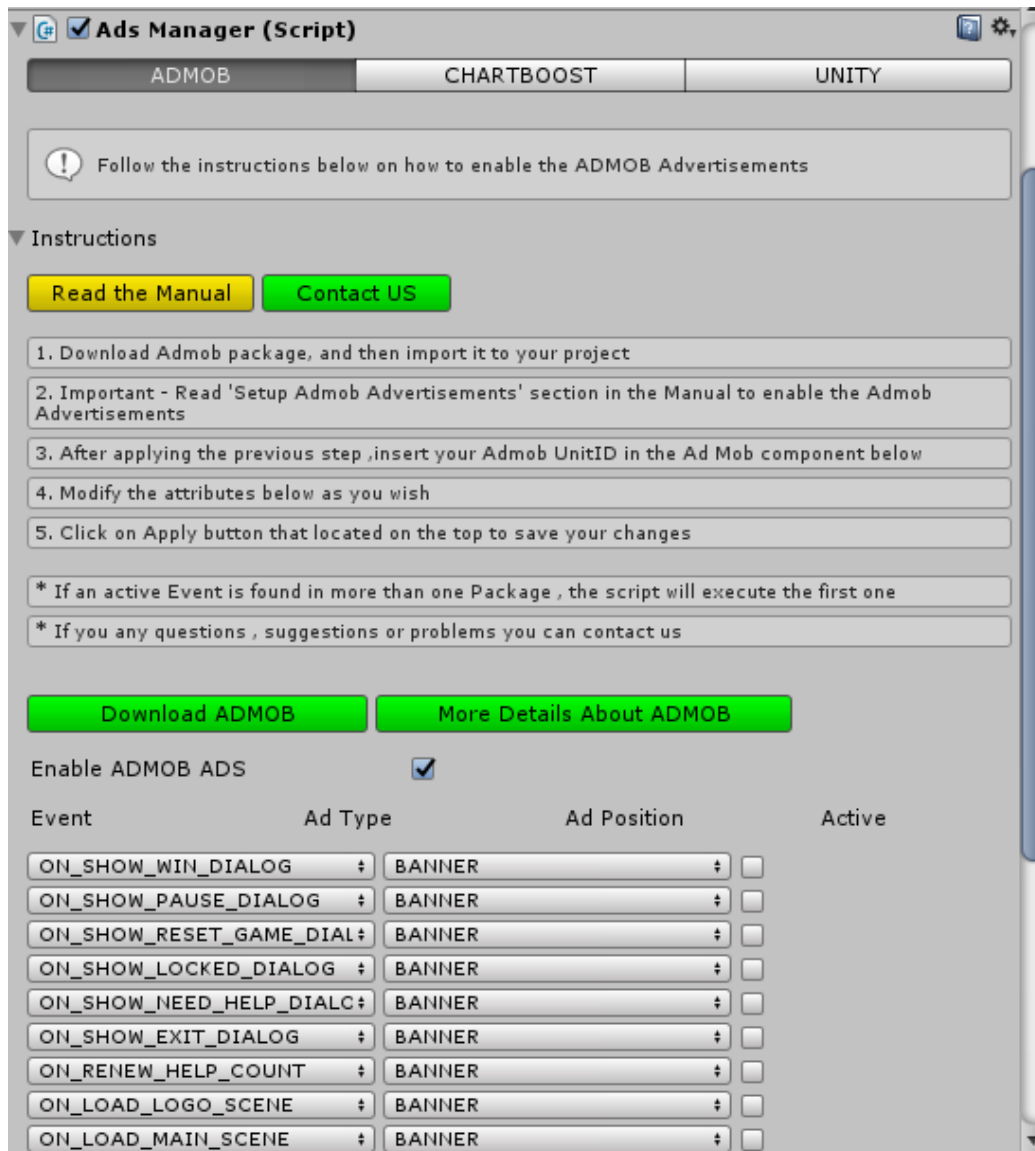 Ads Manager (Script)
ADMOB CHARTBOOST UNITY
Follow the instructions below on how to enable the ADMOB Advertisements
Instructions
Read the Manual Contact US
1. Download Admob package, and then import it to your project
2. Important - Read 'Setup Admob Advertisements' section in the Manual to enable the Admob
Advertisements
3. After applying the previous step ,insert your Admob UnitID in the Ad Mob component below
4. Modify the attributes below as you wish
5. Click on Apply button that located on the top to save your changes
* If an active Event is found in more than one Package , the script will execute the first one
* If you any questions , suggestions or problems you can contact us
Download ADMOB More Details About ADMOB
Enable ADMOB ADS
Event Ad Type Ad Position Active
ON_SHOW_WIN_DIALOG BANNER
ON_SHOW_PAUSE_DIALOG BANNER
ON_SHOW_RESET_GAME_DIAL BANNER
ON_SHOW_LOCKED_DIALOG BANNER
ON_SHOW_NEED_HELP_DIALO BANNER
ON_SHOW_EXIT_DIALOG BANNER
ON_RENEW_HELP_COUNT BANNER
ON_LOAD_LOGO_SCENE BANNER
ON_LOAD_MAIN_SCENE BANNER